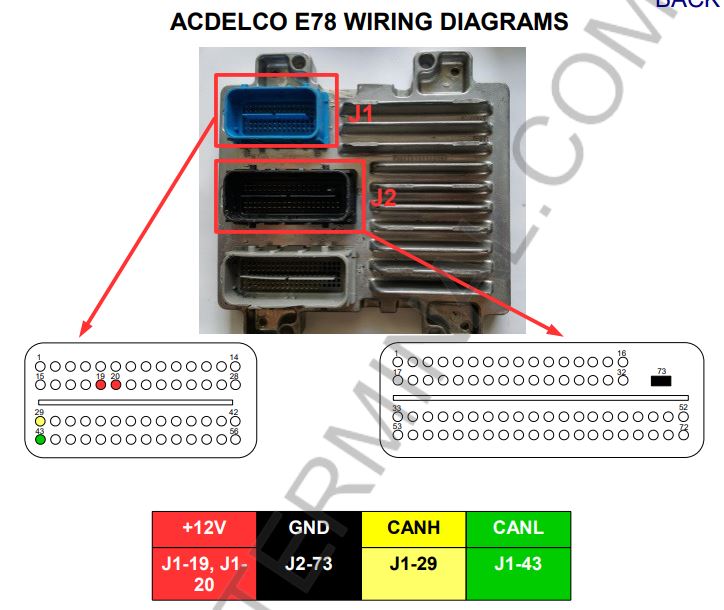 BACK
ACDELCO E78 WIRING DIAGRAMS
J1
J2
1 14
15 19 20 28
29 42
43 56
1 16
17 32 73
33 52
53 72
+12V GND CANH CANL
J1-19, J1-
20
J2-73 J1-29 J1-43